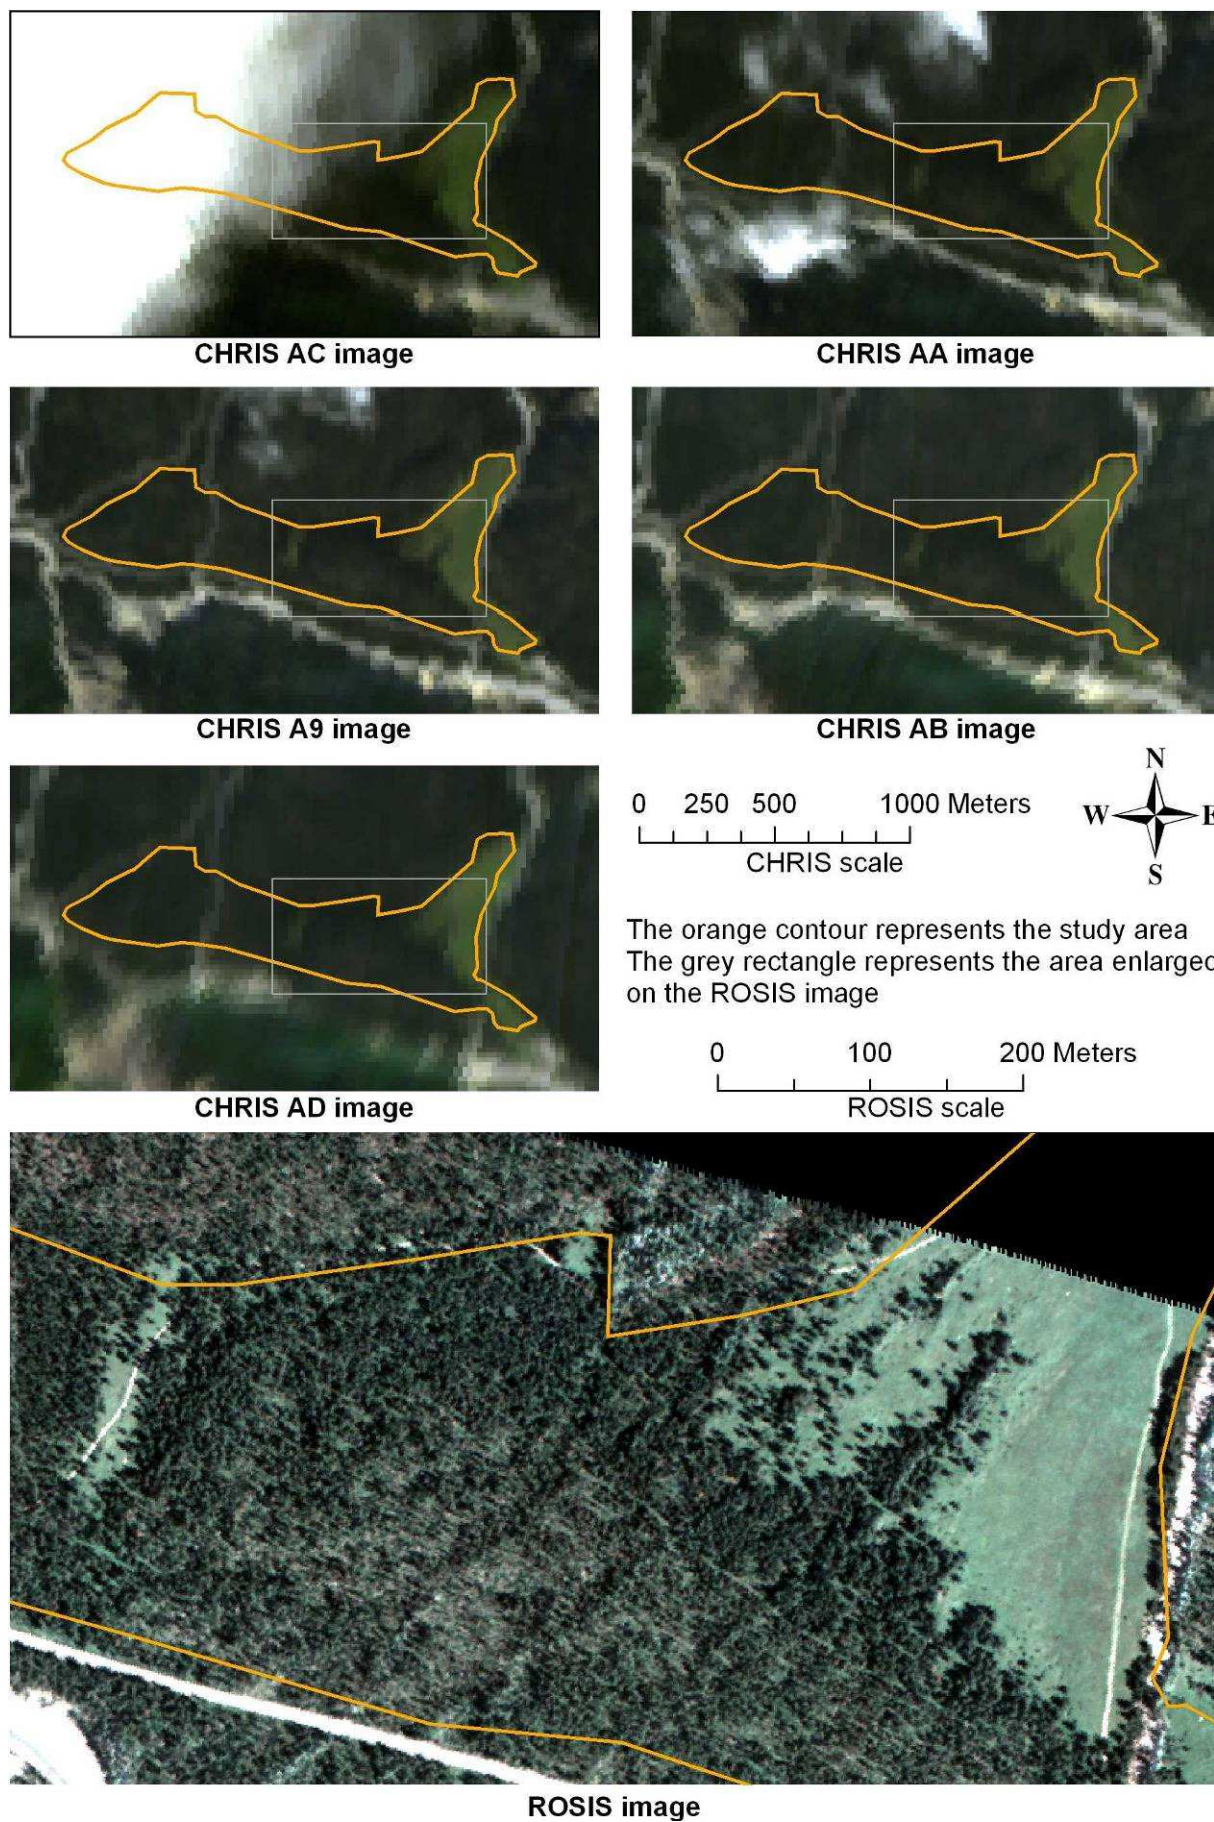 CHRIS AC image
CHRIS AA image
CHRIS A9 image
CHRIS AB image
CHRIS AD image
0 250 500 1000 Meters
CHRIS scale
N
W E
S
The orange contour represents the study area
The grey rectangle represents the area enlarged
on the ROSIS image
0 100 200 Meters
ROSIS scale
ROSIS image